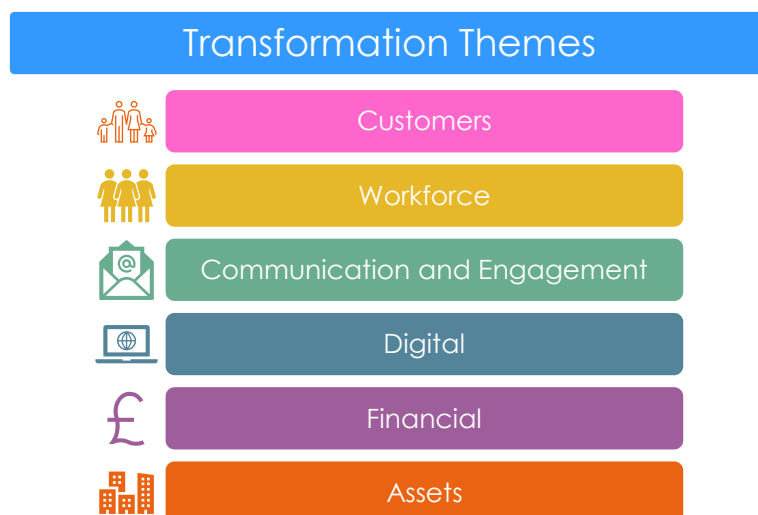 Transformation Themes
Customers
Workforce
@
Communication and Engagement
Digital
£
Financial
Assets